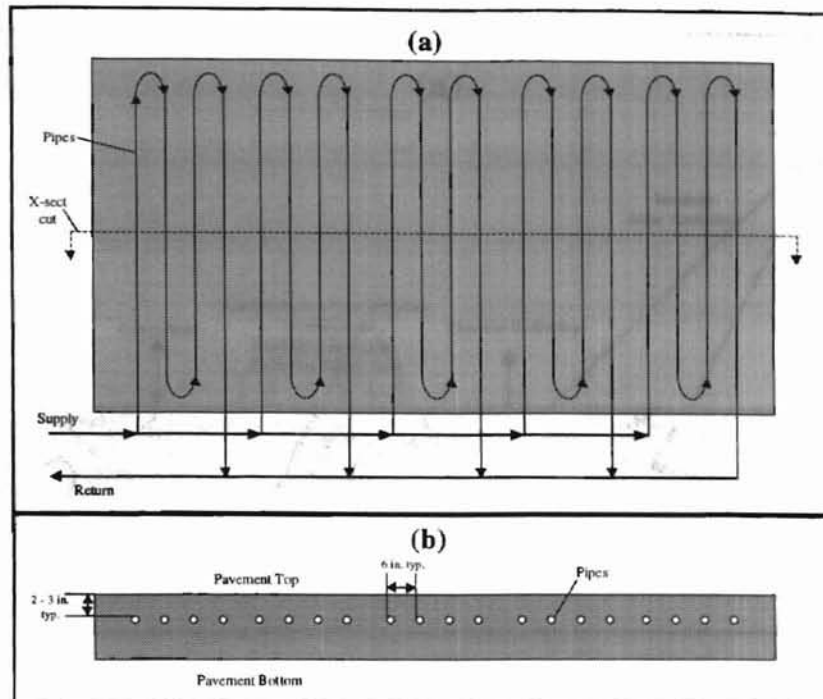 (a)
Pipes
X-sect
cut
Supply
Return
(b)
6 in. typ.
Pavement Top
Pipes
2 - 3 in.
typ.
Pavement Bottom